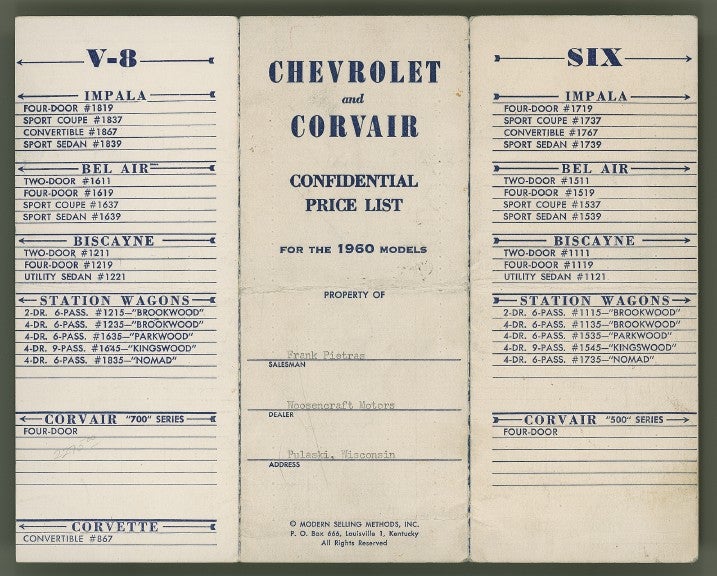 V-8
IMPALA
FOUR-DOOR #1819
SPORT COUPE #1837
CONVERTIBLE #1867
SPORT SEDAN #1839
BEL AIR
TWO-DOOR #1611
FOUR-DOOR #1619
SPORT COUPE #1637
SPORT SEDAN #1639
BISCAYNE
TWO-DOOR #1211
FOUR-DOOR #1219
UTILITY SEDAN #1221
STATION WAGONS
2-DR. 6-PASS. #1215—"BROOKWOOD"
4-DR. 6-PASS. #1235—"BROOKWOOD"
4-DR. 6-PASS. #1635—"PARKWOOD"
4-DR. 9-PASS. #1645—"KINGSWOOD"
4-DR. 6-PASS. #1835—"NOMAD"
CORVAIR "700" SERIES
FOUR-DOOR
CORVETTE
CONVERTIBLE #867
CHEVROLET
and
CORVAIR
CONFIDENTIAL
PRICE LIST
FOR THE 1960 MODELS
PROPERTY OF
Frank Pietras
SALESMAN
Woosencraft Motors
DEALER
Pulaski, Wisconsin
ADDRESS
© MODERN SELLING METHODS, INC.
P. O. Box 666, Louisville 1, Kentucky
All Rights Reserved
SIX
IMPALA
FOUR-DOOR #1719
SPORT COUPE #1737
CONVERTIBLE #1767
SPORT SEDAN #1739
BEL AIR
TWO-DOOR #1511
FOUR-DOOR #1519
SPORT COUPE #1537
SPORT SEDAN #1539
BISCAYNE
TWO-DOOR #1111
FOUR-DOOR #1119
UTILITY SEDAN #1121
STATION WAGONS
2-DR. 6-PASS. #1115—"BROOKWOOD"
4-DR. 6-PASS. #1135—"BROOKWOOD"
4-DR. 6-PASS. #1535—"PARKWOOD"
4-DR. 9-PASS. #1545—"KINGSWOOD"
4-DR. 6-PASS. #1735—"NOMAD"
CORVAIR "500" SERIES
FOUR-DOOR